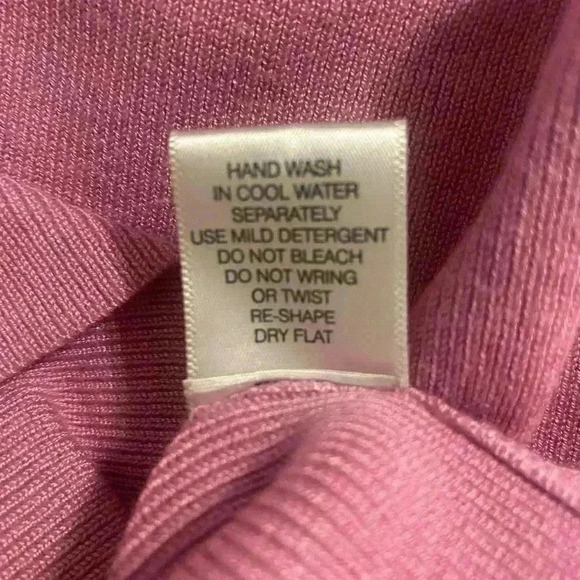 HAND WASH
IN COOL WATER
SEPARATELY
USE MILD DETERGENT
DO NOT BLEACH
DO NOT WRING
OR TWIST
RE-SHAPE
DRY FLAT